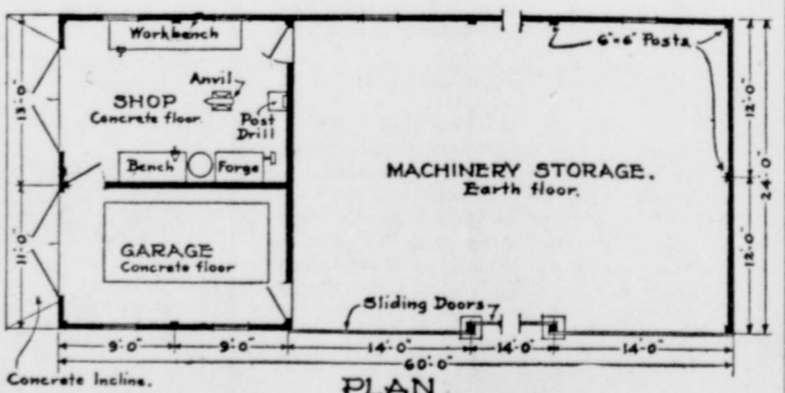 Workbench
6"×6" Posts
Anvil
SHOP
Concrete floor.
Post
Drill
13'-0"
12'-0"
24'-0"
Bench
Forge
MACHINERY STORAGE.
Earth floor.
GARAGE
Concrete floor
11'-0"
12'-0"
Sliding Doors
9'-0"
9'-0"
14'-0"
14'-0"
14'-0"
60'-0"
Concrete Incline.
PLAN